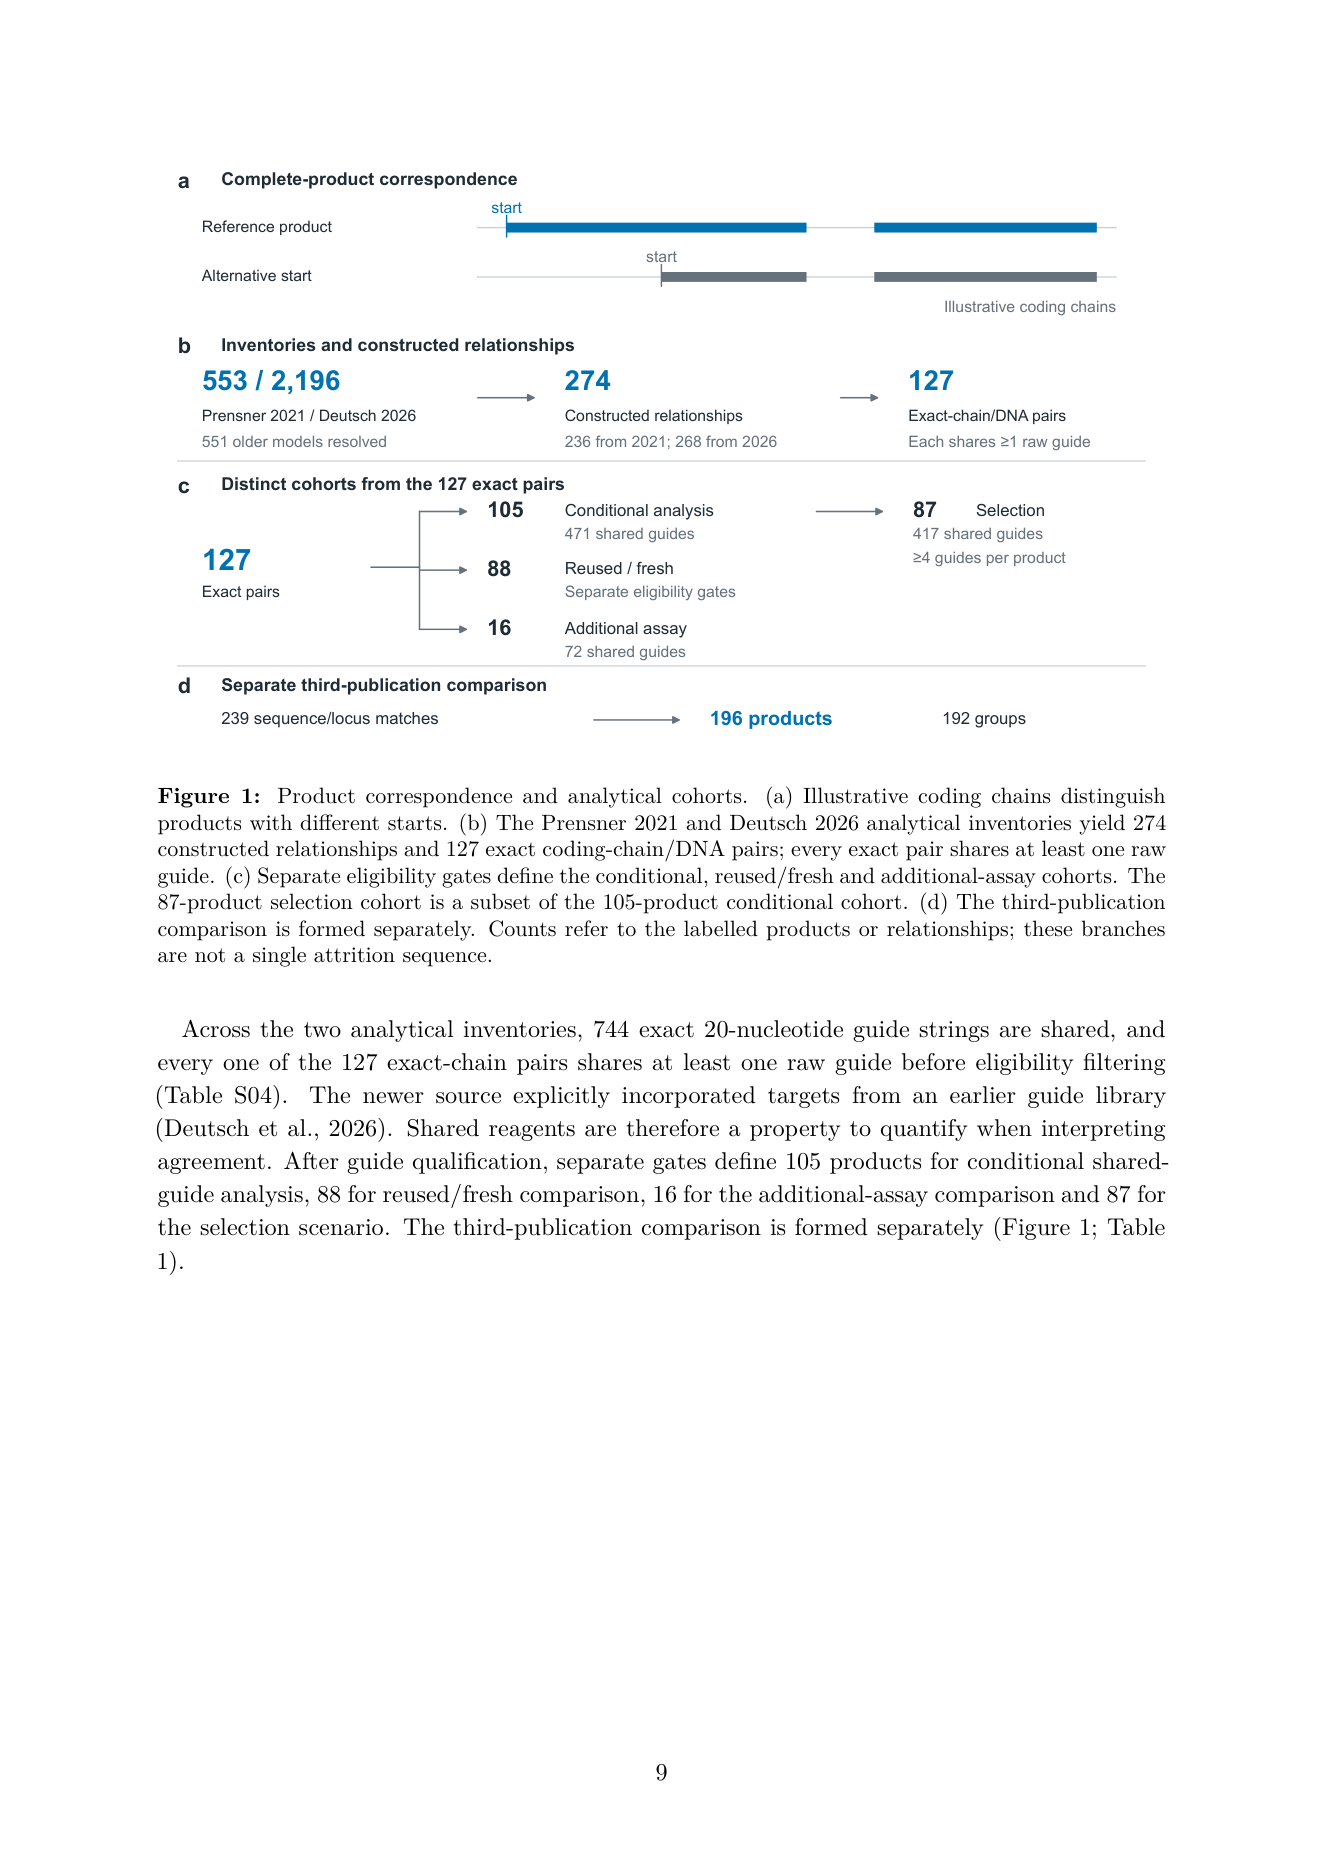 a Complete-product correspondence
start
Reference product
start
Alternative start
Illustrative coding chains
b Inventories and constructed relationships
553 / 2,196 274 127
Prensner 2021 / Deutsch 2026 Constructed relationships Exact-chain/DNA pairs
551 older models resolved 236 from 2021; 268 from 2026 Each shares ≥1 raw guide
c Distinct cohorts from the 127 exact pairs
105 Conditional analysis 87 Selection
471 shared guides 417 shared guides
≥4 guides per product
127 88 Reused / fresh
Exact pairs Separate eligibility gates
16 Additional assay
72 shared guides
d Separate third-publication comparison
239 sequence/locus matches 196 products 192 groups
Figure 1: Product correspondence and analytical cohorts. (a) Illustrative coding chains distinguish
products with different starts. (b) The Prensner 2021 and Deutsch 2026 analytical inventories yield 274
constructed relationships and 127 exact coding-chain/DNA pairs; every exact pair shares at least one raw
guide. (c) Separate eligibility gates define the conditional, reused/fresh and additional-assay cohorts. The
87-product selection cohort is a subset of the 105-product conditional cohort. (d) The third-publication
comparison is formed separately. Counts refer to the labelled products or relationships; these branches
are not a single attrition sequence.
Across the two analytical inventories, 744 exact 20-nucleotide guide strings are shared, and
every one of the 127 exact-chain pairs shares at least one raw guide before eligibility filtering
(Table S04). The newer source explicitly incorporated targets from an earlier guide library
(Deutsch et al., 2026). Shared reagents are therefore a property to quantify when interpreting
agreement. After guide qualification, separate gates define 105 products for conditional shared-
guide analysis, 88 for reused/fresh comparison, 16 for the additional-assay comparison and 87 for
the selection scenario. The third-publication comparison is formed separately (Figure 1; Table
1).
9